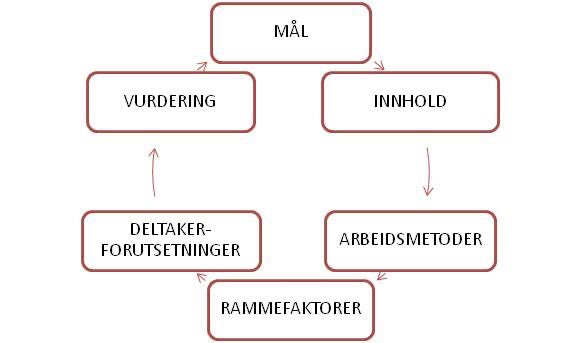 MÅL
INNHOLD
ARBEIDSMETODER
RAMMEFAKTORER
DELTAKER-
FORUTSETNINGER
VURDERING